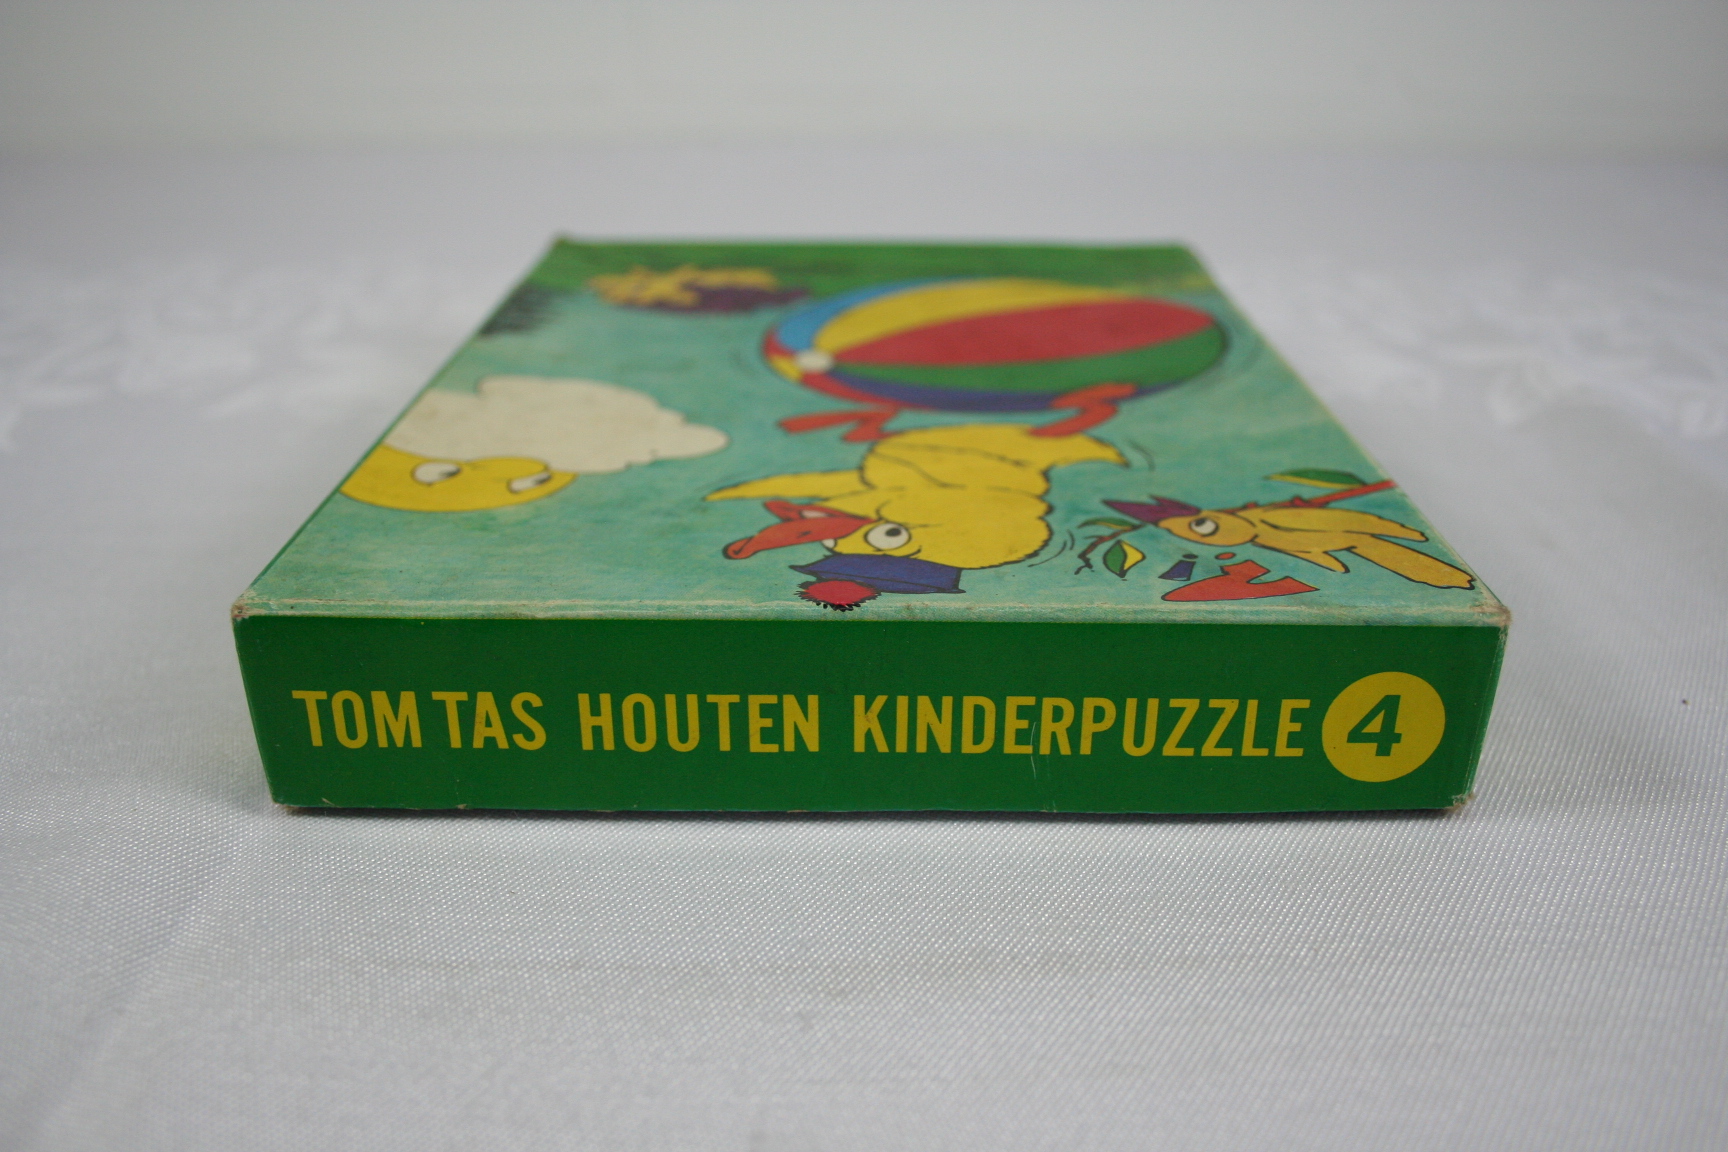 TOM TAS HOUTEN KINDERPUZZLE 4